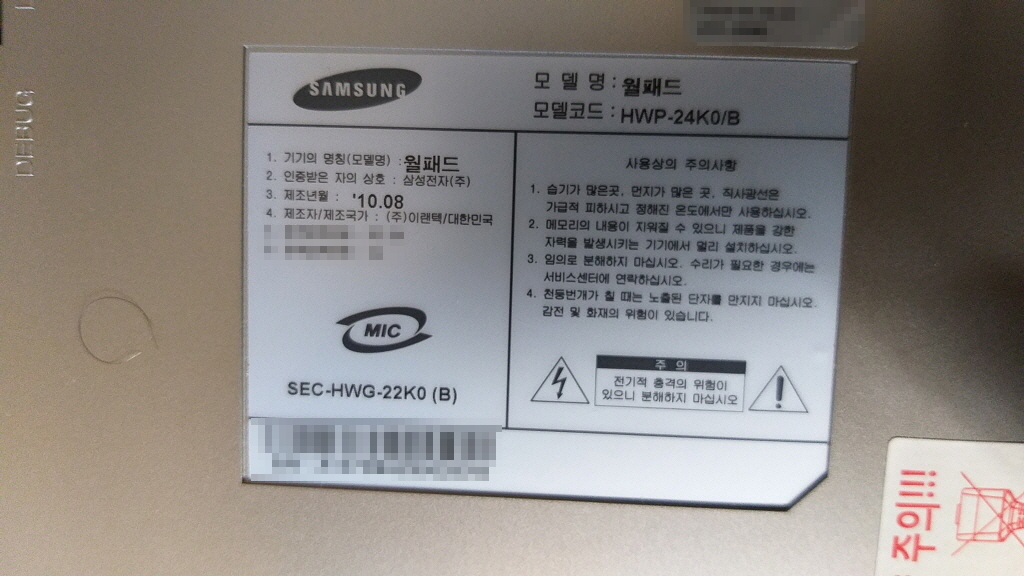 DEBUG
SAMSUNG
모 델 명 : 월패드
모델코드 : HWP-24K0/B
1. 기기의 명칭(모델명) : 월패드
2. 인증받은 자의 상호 : 삼성전자(주)
3. 제조년월 : '10.08
4. 제조자/제조국가 : (주)이랜텍/대한민국
MIC
SEC-HWG-22K0 (B)
사용상의 주의사항
1. 습기가 많은곳, 먼지가 많은 곳, 직사광선은
가급적 피하시고 정해진 온도에서만 사용하십시오.
2. 메모리의 내용이 지워질 수 있으니 제품을 강한
자력을 발생시키는 기기에서 멀리 설치하십시오.
3. 임의로 분해하지 마십시오. 수리가 필요한 경우에는
서비스센터에 연락하십시오.
4. 천둥번개가 칠 때는 노출된 단자를 만지지 마십시오.
감전 및 화재의 위험이 있습니다.
주 의
전기적 충격의 위험이
있으니 분해하지 마십시오
주의!!!